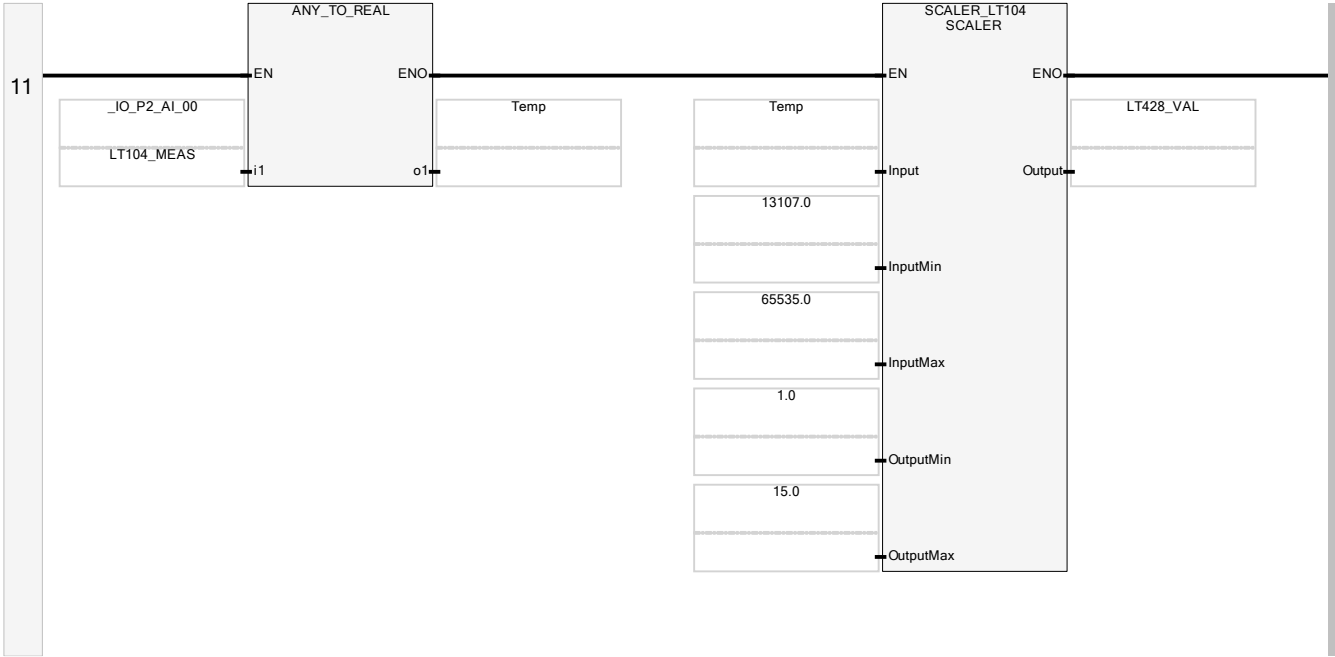 ANY_TO_REAL
SCALER_LT104
SCALER
11
EN
ENO
EN
ENO
_IO_P2_AI_00
Temp
Temp
LT428_VAL
LT104_MEAS
i1
o1
Input
Output
13107.0
InputMin
65535.0
InputMax
1.0
OutputMin
15.0
OutputMax